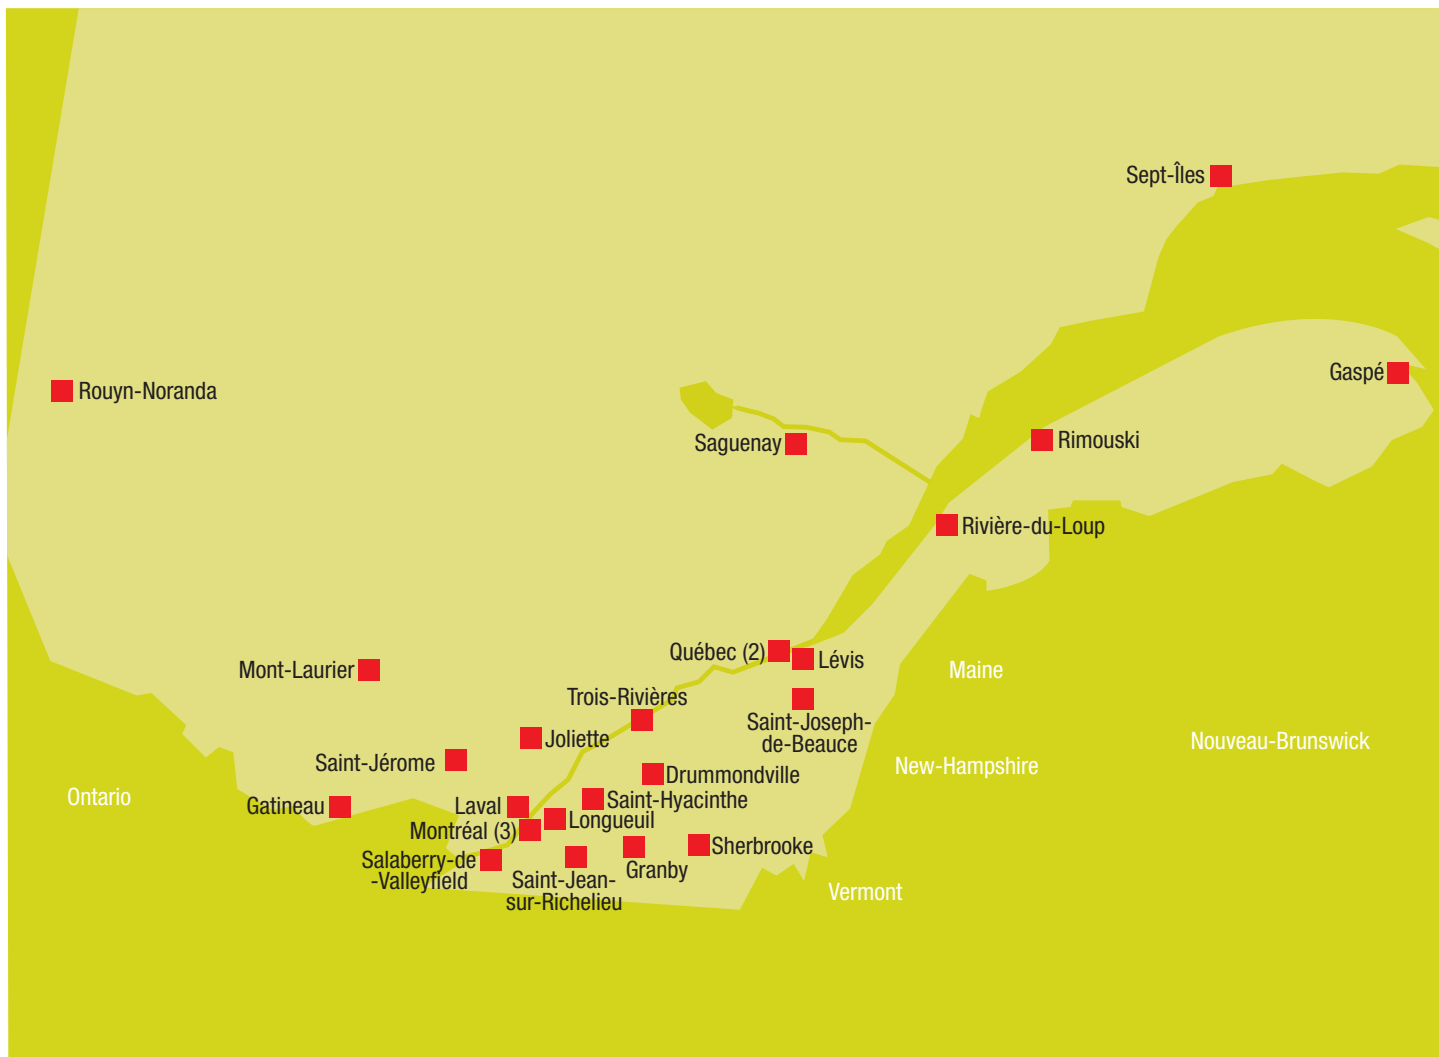 Sept-Îles
Gaspé
Rouyn-Noranda
Rimouski
Saguenay
Rivière-du-Loup
Québec (2)
Lévis
Mont-Laurier
Maine
Trois-Rivières
Saint-Joseph-
de-Beauce
Joliette
Nouveau-Brunswick
Saint-Jérome
New-Hampshire
Drummondville
Ontario
Gatineau
Laval
Saint-Hyacinthe
Longueuil
Montréal (3)
Sherbrooke
Salaberry-de
-Valleyfield
Granby
Saint-Jean-
sur-Richelieu
Vermont